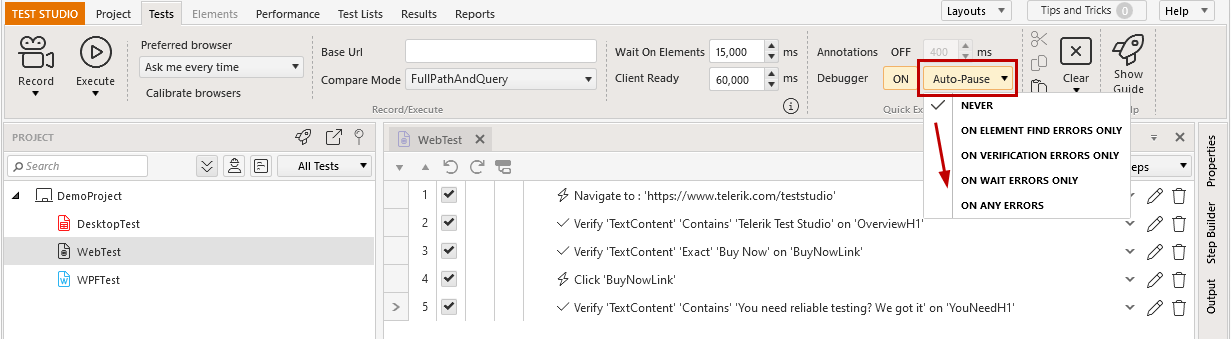 TEST STUDIO Project Tests Elements Performance Test Lists Results Reports Layouts Tips and Tricks 0 Help
Preferred browser Base Url Wait On Elements 15,000 ms Annotations OFF 400 ms
Ask me every time Compare Mode FullPathAndQuery Client Ready 60,000 ms Debugger ON Auto-Pause
Record Execute Calibrate browsers Clear Show Guide
Record/Execute Quick Ex lp
NEVER
ON ELEMENT FIND ERRORS ONLY
ON VERIFICATION ERRORS ONLY
ON WAIT ERRORS ONLY
ON ANY ERRORS
PROJECT
Search All Tests
DemoProject
DesktopTest
WebTest
WPFTest
WebTest
eps
1 Navigate to : 'https://www.telerik.com/teststudio'
2 Verify 'TextContent' 'Contains' 'Telerik Test Studio' on 'OverviewH1'
3 Verify 'TextContent' 'Exact' 'Buy Now' on 'BuyNowLink'
4 Click 'BuyNowLink'
5 Verify 'TextContent' 'Contains' 'You need reliable testing? We got it' on 'YouNeedH1'
Properties
Step Builder
Output